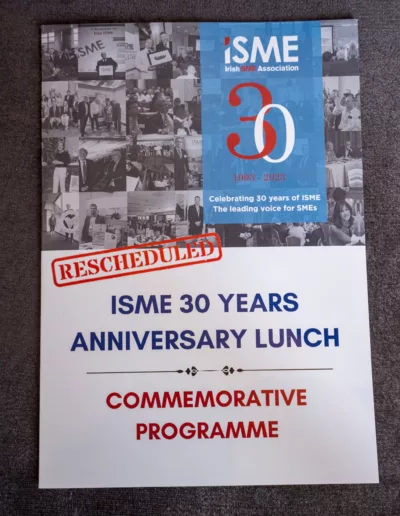 ISME
iSME
Irish SME Association
30
1993 - 2023
Celebrating 30 years of ISME
The leading voice for SMEs
RESCHEDULED
ISME 30 YEARS
ANNIVERSARY LUNCH
COMMEMORATIVE
PROGRAMME